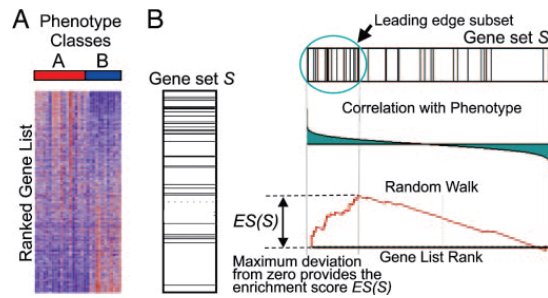 A
Phenotype
Classes
A
B
Ranked Gene List
B
Gene set S
Leading edge subset
Gene set S
Correlation with Phenotype
Random Walk
ES(S)
Gene List Rank
Maximum deviation
from zero provides the
enrichment score ES(S)